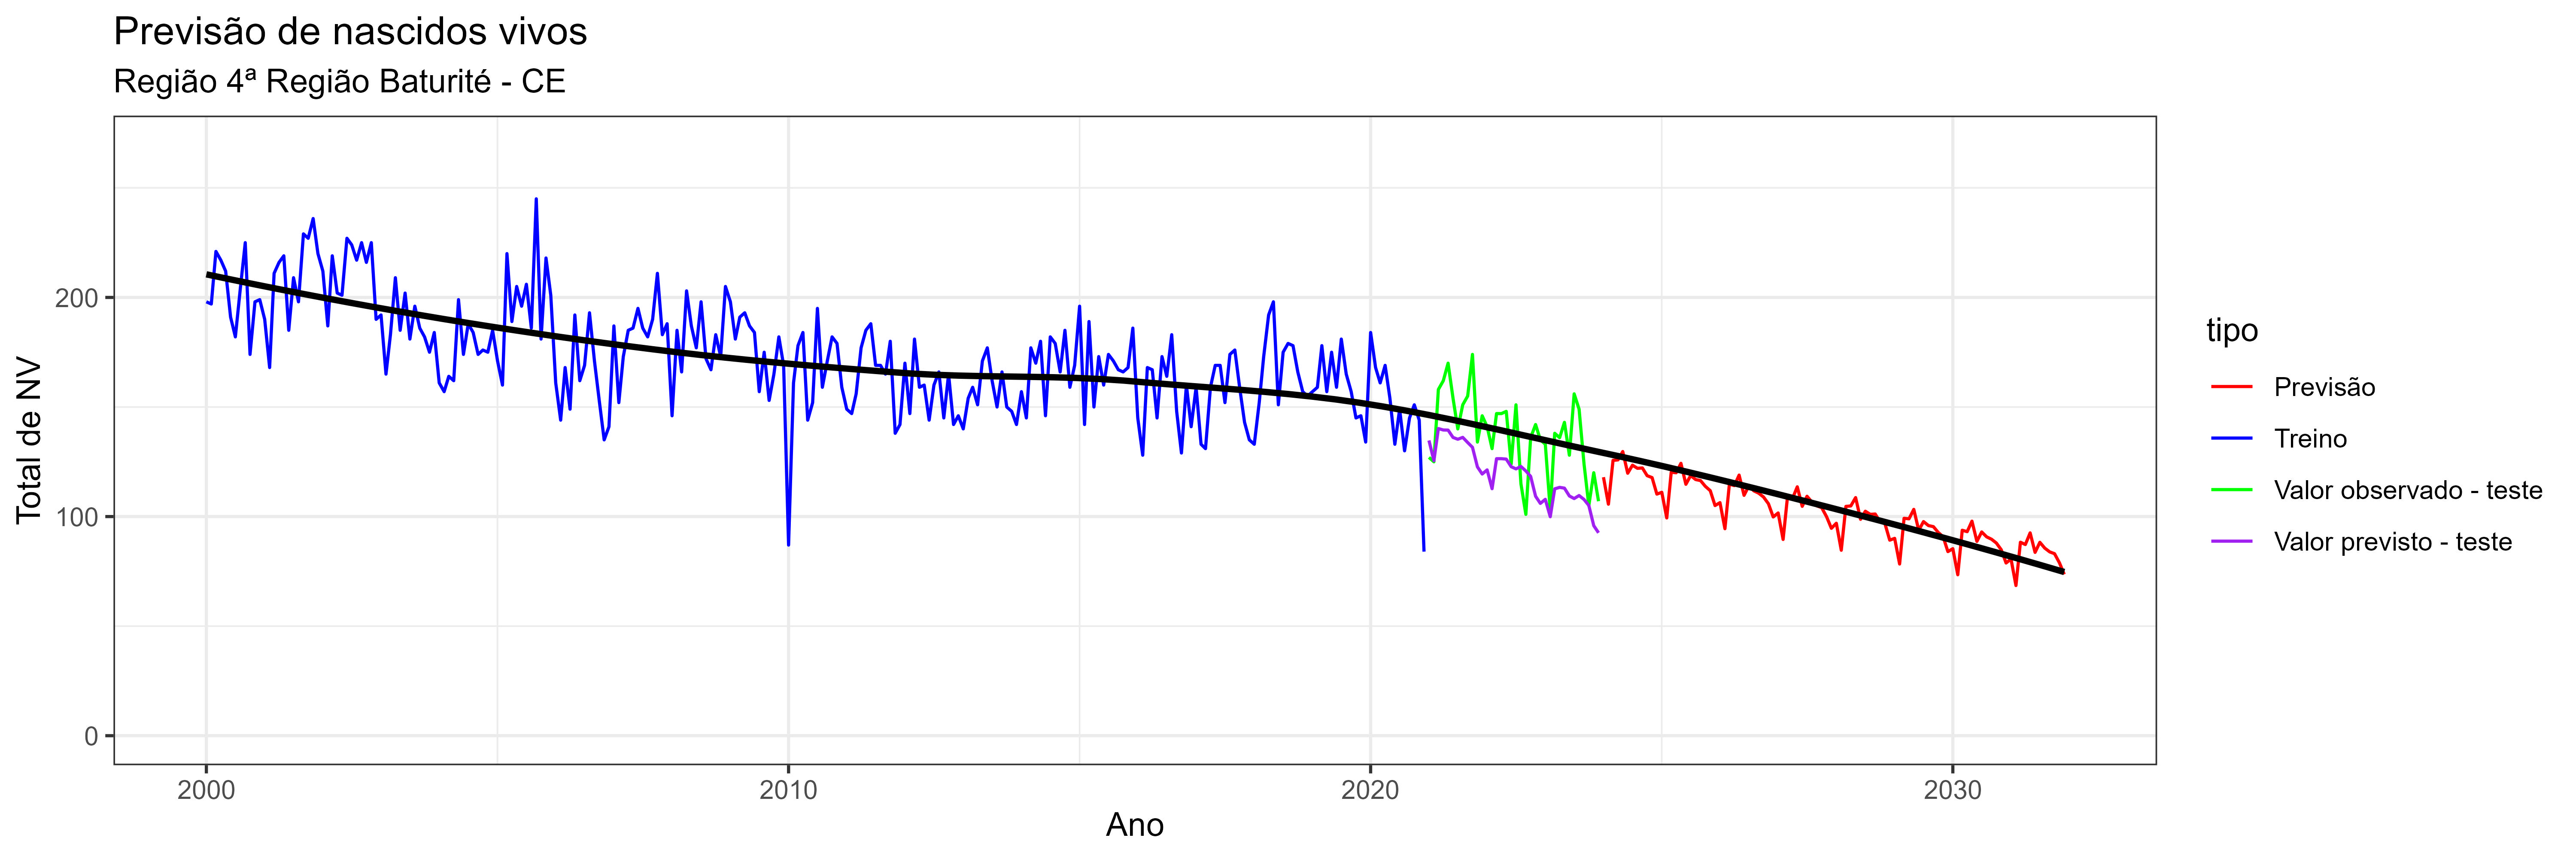 Previsão de nascidos vivos
Região 4ª Região Baturité - CE
Total de NV
200
100
0
2000
2010
2020
2030
Ano
tipo
Previsão
Treino
Valor observado - teste
Valor previsto - teste